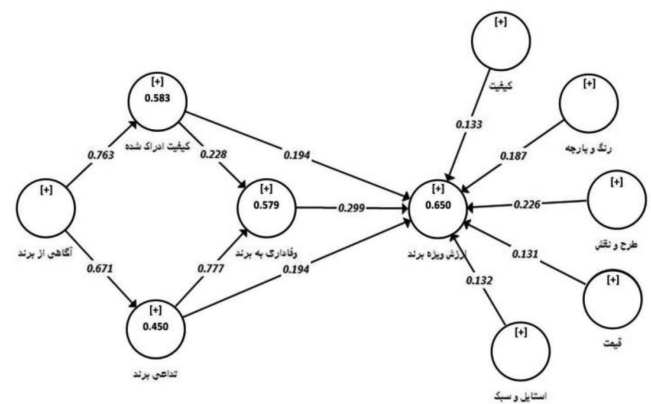 [+]
کیفیت
[+]
0.583
کیفیت ادراک شده
[+]
رنگ و پارچه
0.133
0.763
0.228
0.194
0.187
[+]
آگاهی از برند
[+]
0.579
وفاداری به برند
0.299
[+]
0.650
ارزش ویژه برند
0.226
[+]
طرح و نقش
0.671
0.777
0.194
0.131
0.132
[+]
قیمت
[+]
0.450
تداعی برند
[+]
استایل و سبک